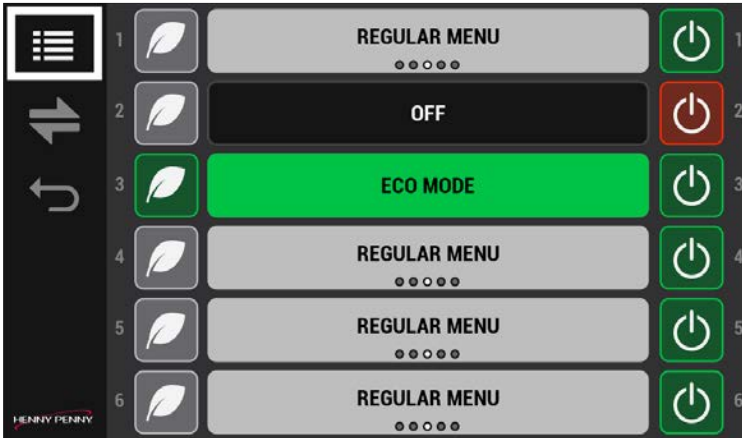 1 REGULAR MENU 1
2 OFF 2
3 ECO MODE 3
4 REGULAR MENU 4
5 REGULAR MENU 5
6 REGULAR MENU 6
HENNY PENNY